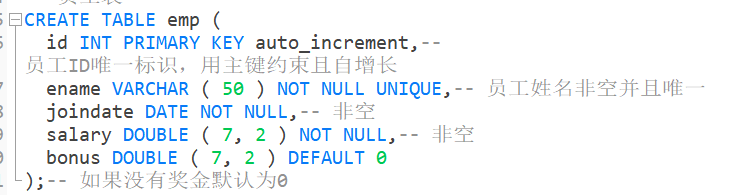 CREATE TABLE emp (
id INT PRIMARY KEY auto_increment,--
员工ID唯一标识，用主键约束且自增长
ename VARCHAR ( 50 ) NOT NULL UNIQUE,-- 员工姓名非空并且唯一
joindate DATE NOT NULL,-- 非空
salary DOUBLE ( 7, 2 ) NOT NULL,-- 非空
bonus DOUBLE ( 7, 2 ) DEFAULT 0
);-- 如果没有奖金默认为0